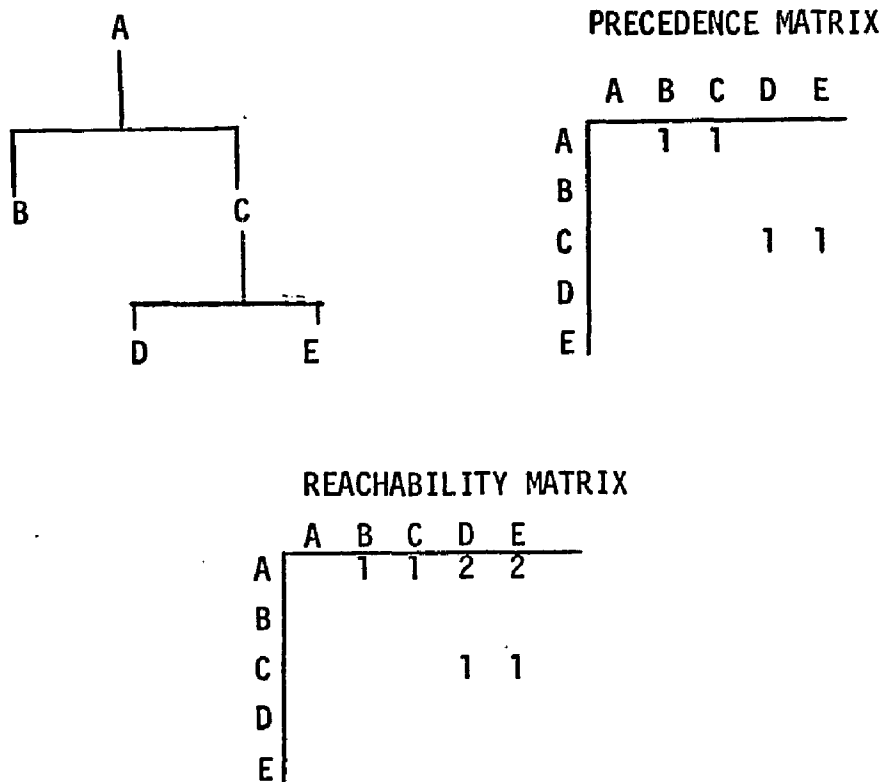 A
B C
D E
PRECEDENCE MATRIX
A B C D E
A 1 1
B
C 1 1
D
E
REACHABILITY MATRIX
A B C D E
A 1 1 2 2
B
C 1 1
D
E